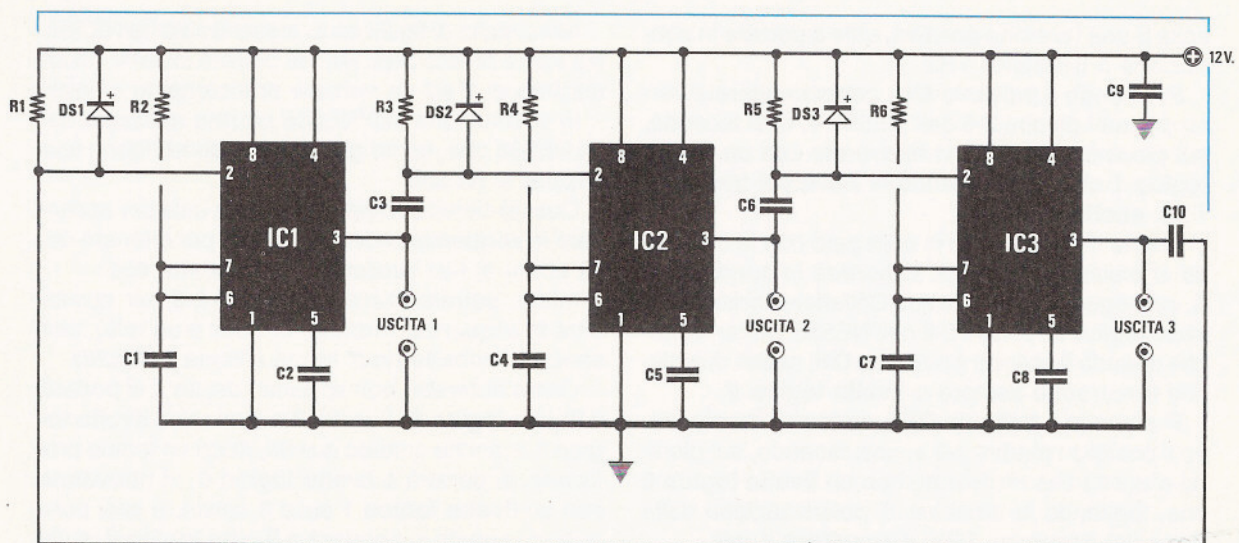 12V.
R1
DS1
+
R2
R3
DS2
+
R4
R5
DS3
+
R6
C9
8
4
2
IC1
3
7
6
1
5
C1
C2
C3
USCITA 1
8
4
2
IC2
3
7
6
1
5
C4
C5
C6
USCITA 2
8
4
2
IC3
3
7
6
1
5
C7
C8
C10
USCITA 3